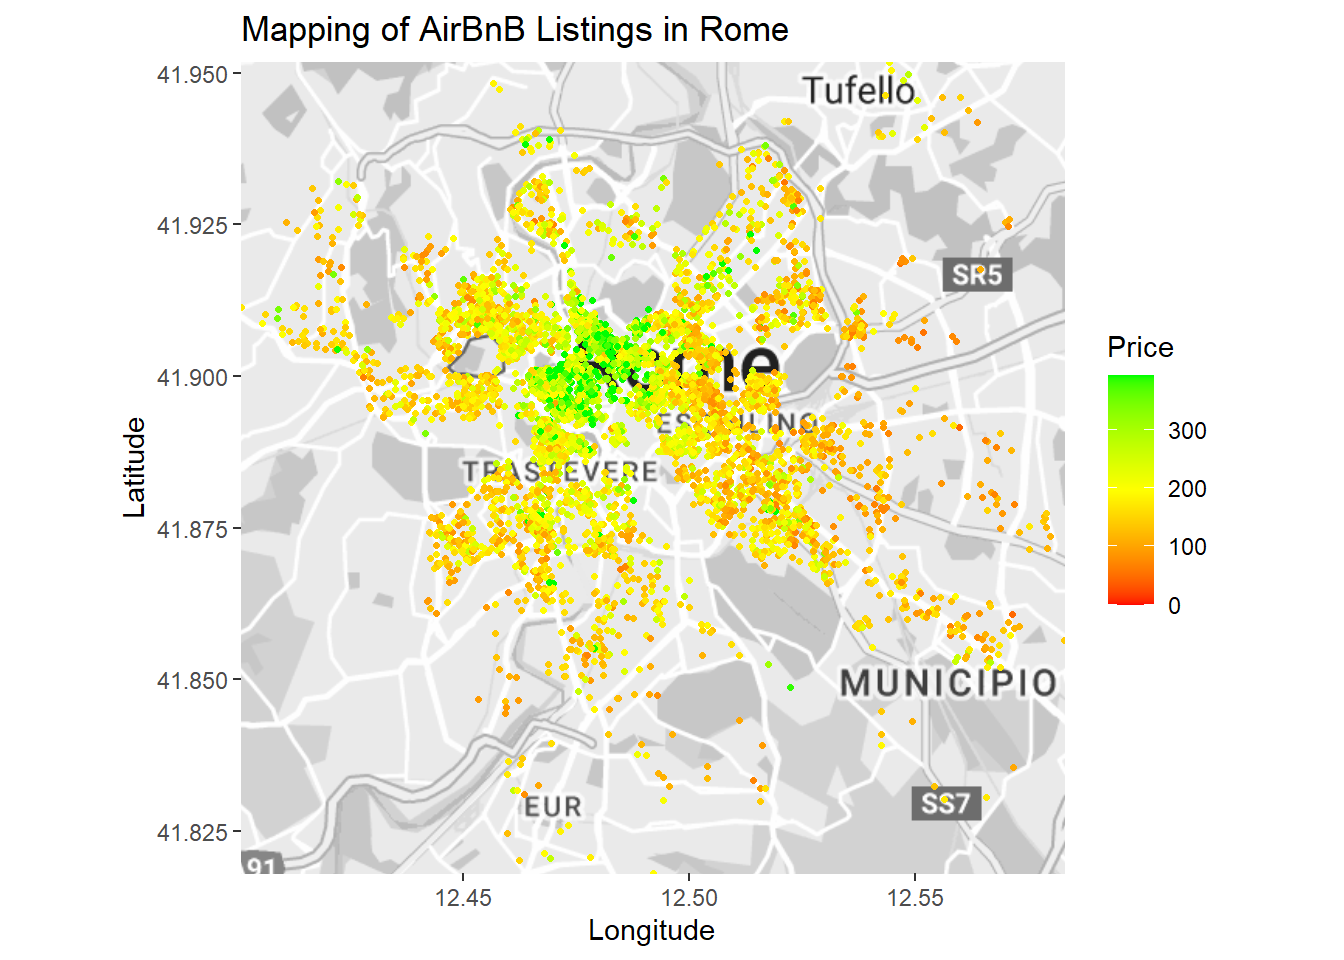 Mapping of AirBnB Listings in Rome
41.950
41.925
41.900
41.875
41.850
41.825
Latitude
Tufello
SR5
TRASTEVERE
MUNICIPIO
EUR
SS7
91
12.45
12.50
12.55
Longitude
Price
300
200
100
0